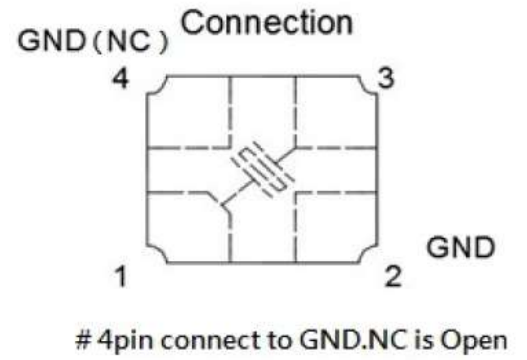 Connection
GND(NC)
4 3
GND
1 2
# 4pin connect to GND.NC is Open